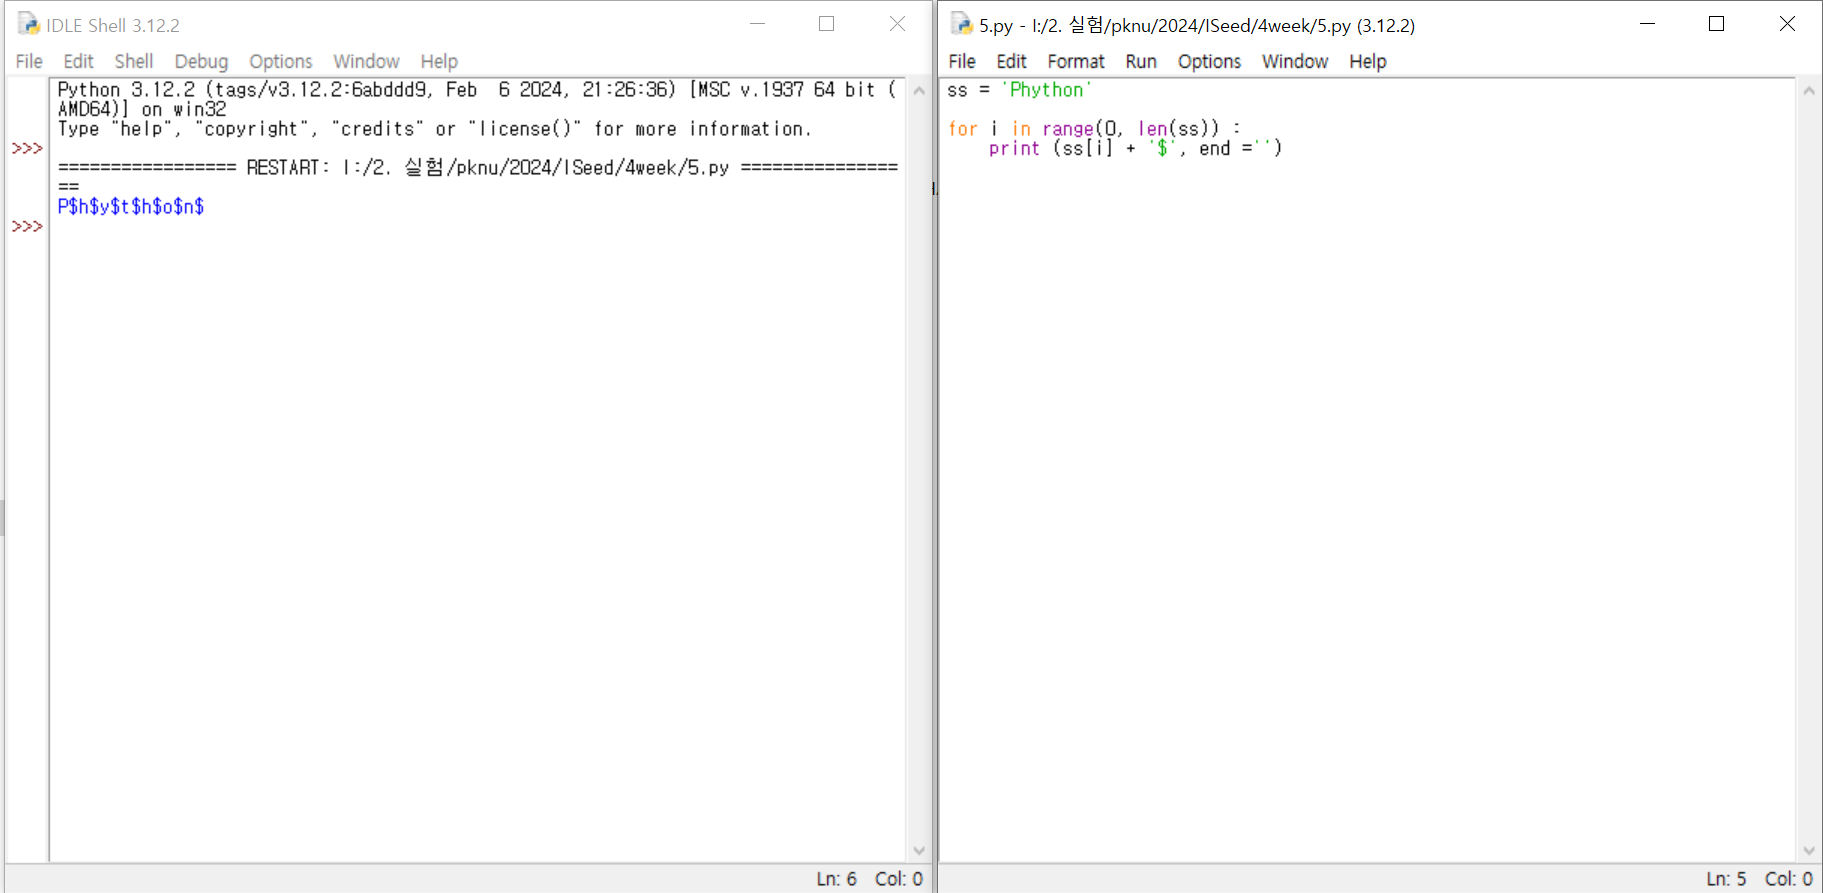 IDLE Shell 3.12.2
File Edit Shell Debug Options Window Help
Python 3.12.2 (tags/v3.12.2:6abddd9, Feb  6 2024, 21:26:36) [MSC v.1937 64 bit (
AMD64)] on win32
Type "help", "copyright", "credits" or "license()" for more information.
>>>
================= RESTART: I:/2. 실험/pknu/2024/ISeed/4week/5.py ===============
==
P$h$y$t$h$o$n$
>>>
Ln: 6 Col: 0
5.py - I:/2. 실험/pknu/2024/ISeed/4week/5.py (3.12.2)
File Edit Format Run Options Window Help
ss = 'Phython'
for i in range(0, len(ss)) :
    print (ss[i] + '$', end ='')
Ln: 5 Col: 0